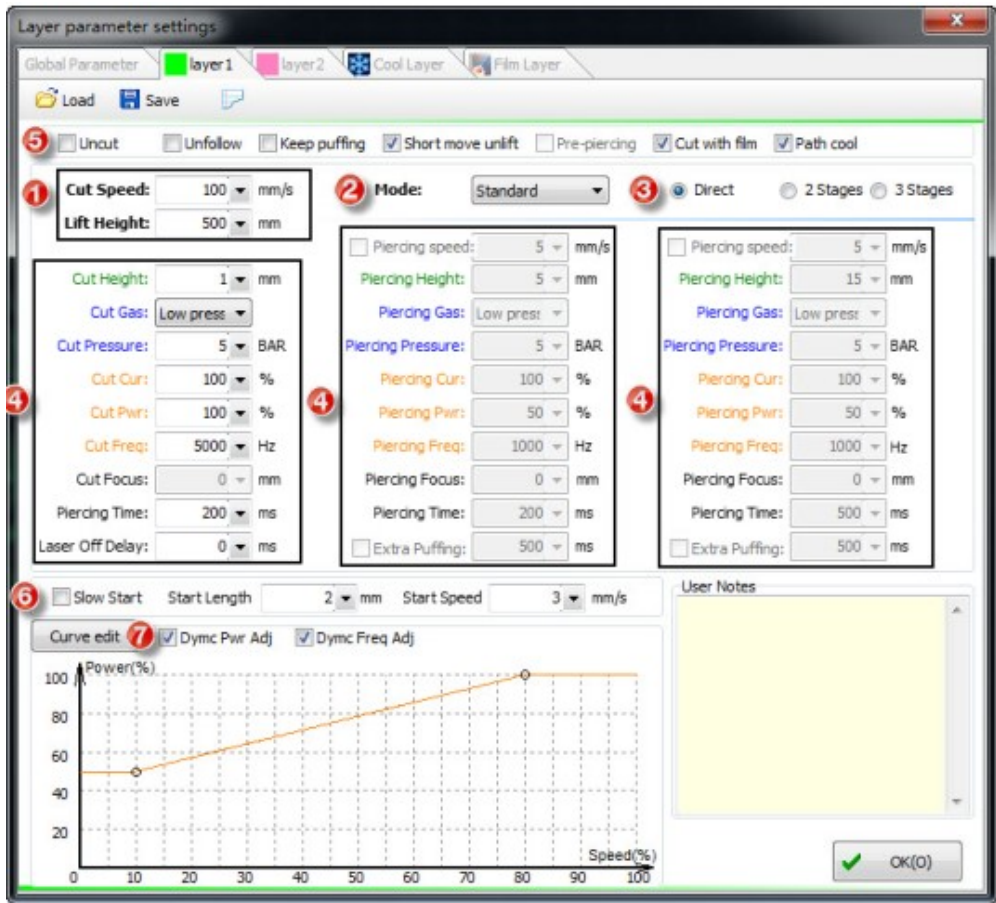 Layer parameter settings
Global Parameter layer1 layer2 Cool Layer Film Layer
Load Save
5 Uncut Unfollow Keep puffing Short move unlift Pre-piercing Cut with film Path cool
1 Cut Speed: 100 mm/s 2 Mode: Standard 3 Direct 2 Stages 3 Stages
Lift Height: 500 mm
Piercing speed: 5 mm/s Piercing speed: 5 mm/s
Cut Height: 1 mm Piercing Height: 5 mm Piercing Height: 15 mm
Cut Gas: Low press Piercing Gas: Low press Piercing Gas: Low press
Cut Pressure: 5 BAR Piercing Pressure: 5 BAR Piercing Pressure: 5 BAR
Cut Cur: 100 % Piercing Cur: 100 % Piercing Cur: 100 %
4 Cut Pwr: 100 % 4 Piercing Pwr: 50 % 4 Piercing Pwr: 50 %
Cut Freq: 5000 Hz Piercing Freq: 1000 Hz Piercing Freq: 1000 Hz
Cut Focus: 0 mm Piercing Focus: 0 mm Piercing Focus: 0 mm
Piercing Time: 200 ms Piercing Time: 200 ms Piercing Time: 500 ms
Laser Off Delay: 0 ms Extra Puffing: 500 ms Extra Puffing: 500 ms
6 Slow Start Start Length 2 mm Start Speed 3 mm/s
User Notes
Curve edit 7 Dymc Pwr Adj Dymc Freq Adj
Power(%)
100
80
60
40
20
Speed(%)
0 10 20 30 40 50 60 70 80 90 100
OK(O)